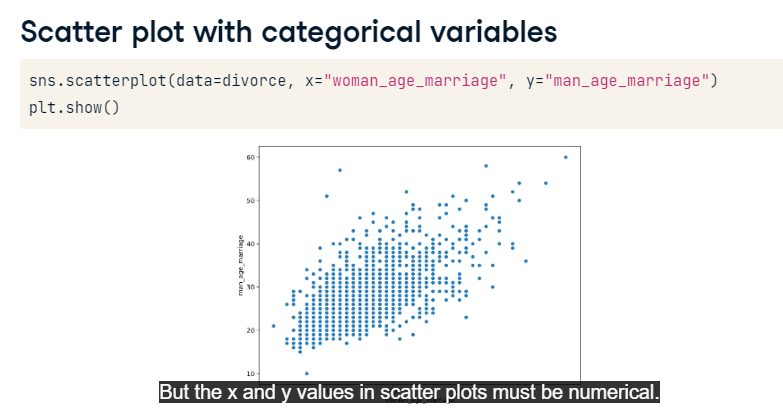 Scatter plot with categorical variables
sns.scatterplot(data=divorce, x="woman_age_marriage", y="man_age_marriage")
plt.show()
60
50
40
man_age_marriage
30
20
10
But the x and y values in scatter plots must be numerical.